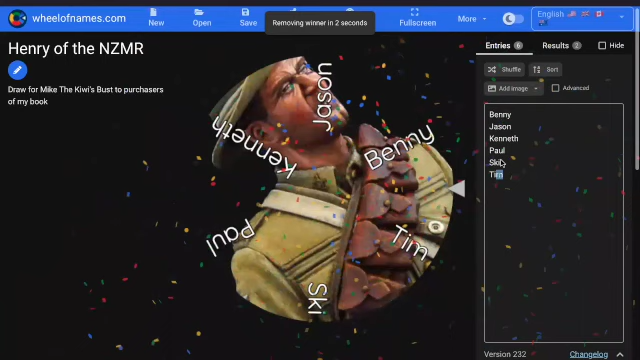 wheelofnames.com
New
Open
Save
Fullscreen
More
English
Removing winner in 2 seconds
Henry of the NZMR
Draw for Mike The Kiwi's Bust to purchasers
of my book
Entries 6
Results 2
Hide
Shuffle
Sort
Add image
Advanced
Benny
Jason
Kenneth
Paul
Ski
Tim
Jason
Kenneth
Benny
Paul
Tim
Ski
Version 232
Changelog